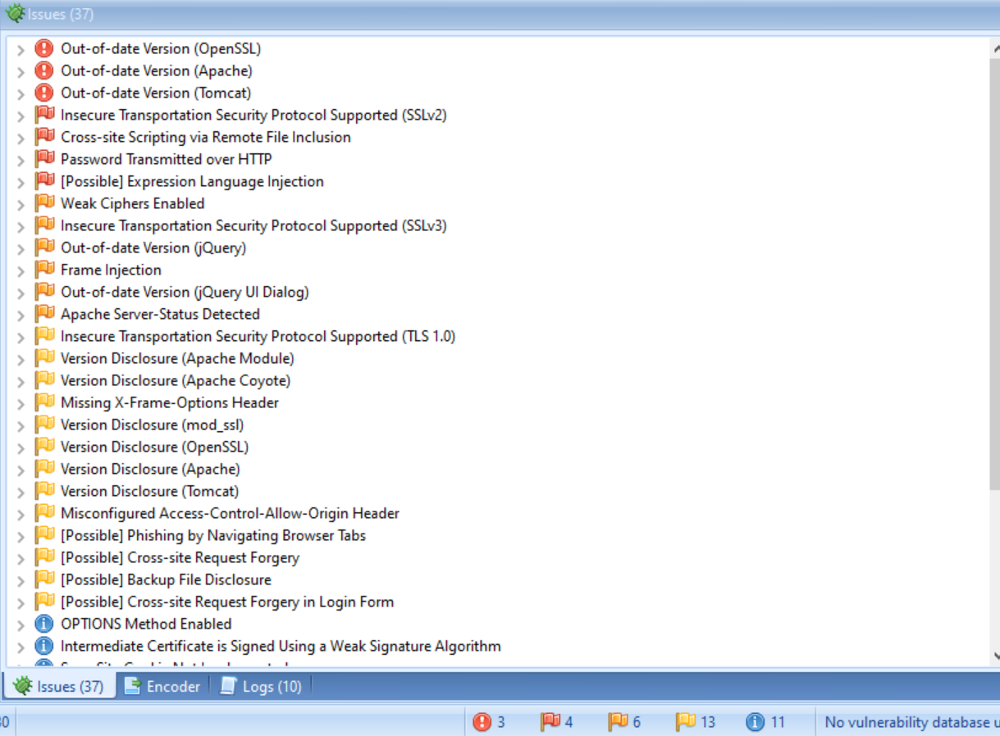 Issues (37)
Out-of-date Version (OpenSSL)
Out-of-date Version (Apache)
Out-of-date Version (Tomcat)
Insecure Transportation Security Protocol Supported (SSLv2)
Cross-site Scripting via Remote File Inclusion
Password Transmitted over HTTP
[Possible] Expression Language Injection
Weak Ciphers Enabled
Insecure Transportation Security Protocol Supported (SSLv3)
Out-of-date Version (jQuery)
Frame Injection
Out-of-date Version (jQuery UI Dialog)
Apache Server-Status Detected
Insecure Transportation Security Protocol Supported (TLS 1.0)
Version Disclosure (Apache Module)
Version Disclosure (Apache Coyote)
Missing X-Frame-Options Header
Version Disclosure (mod_ssl)
Version Disclosure (OpenSSL)
Version Disclosure (Apache)
Version Disclosure (Tomcat)
Misconfigured Access-Control-Allow-Origin Header
[Possible] Phishing by Navigating Browser Tabs
[Possible] Cross-site Request Forgery
[Possible] Backup File Disclosure
[Possible] Cross-site Request Forgery in Login Form
OPTIONS Method Enabled
Intermediate Certificate is Signed Using a Weak Signature Algorithm
Issues (37) Encoder Logs (10)
0 3 4 6 13 11 No vulnerability database u